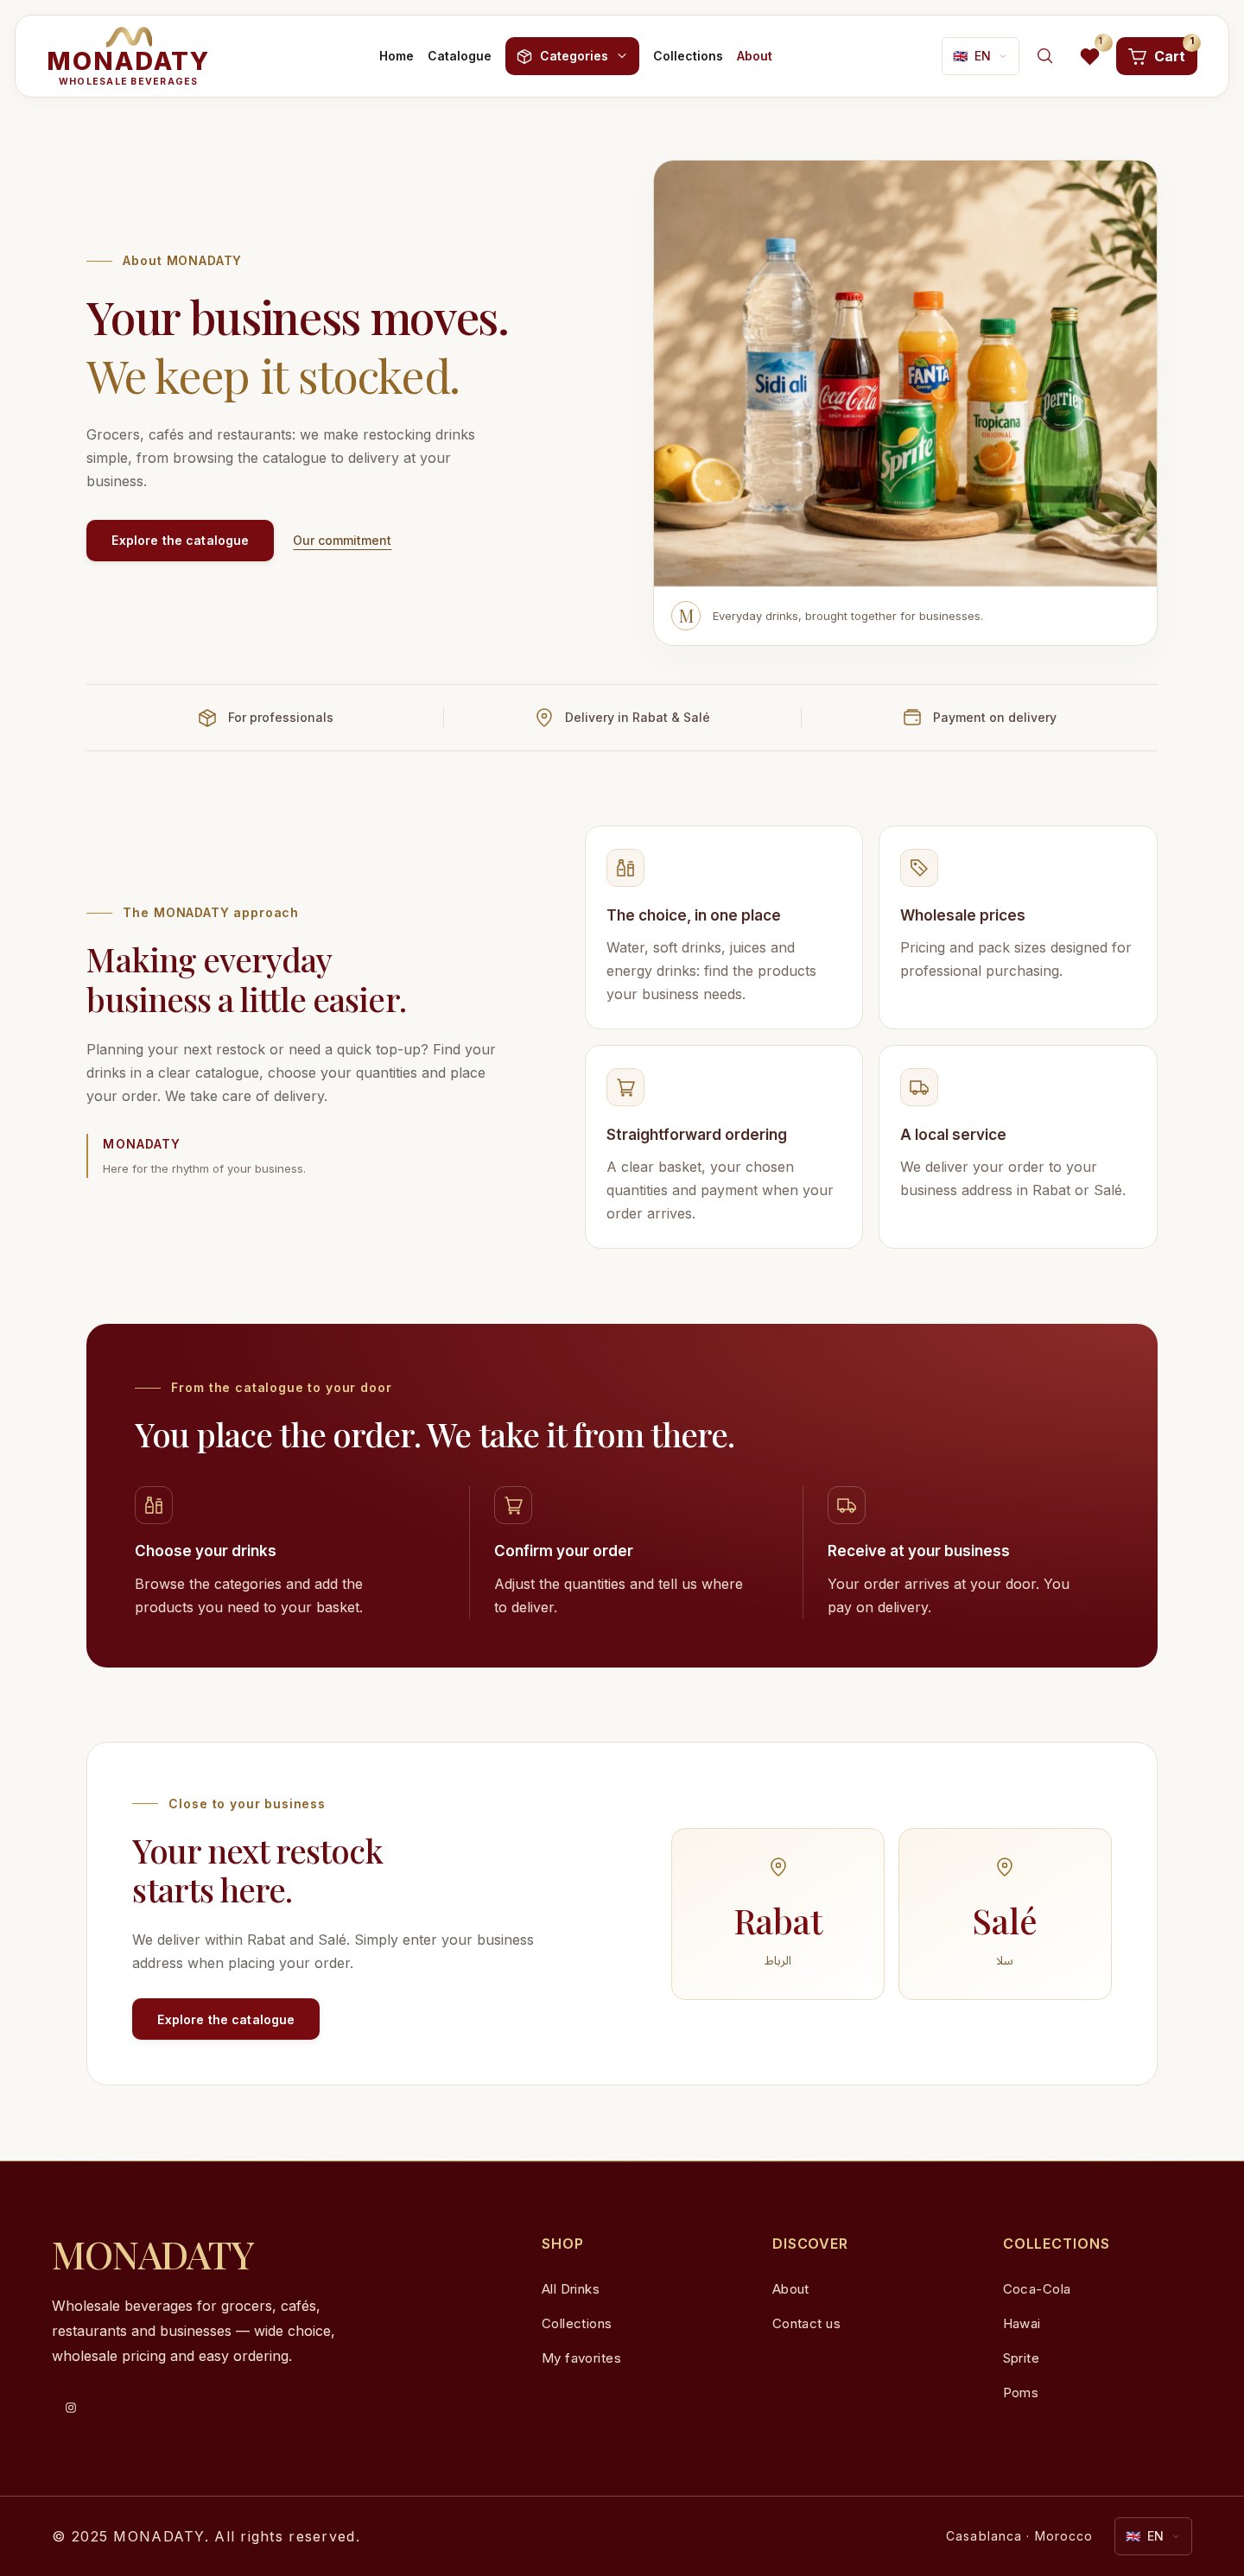 MONADATY
WHOLESALE BEVERAGES
Home
Catalogue
Categories
Collections
About
🇬🇧 EN
1
1
Cart
About MONADATY
Your business moves.
We keep it stocked.
Grocers, cafés and restaurants: we make restocking drinks
simple, from browsing the catalogue to delivery at your
business.
Explore the catalogue
Our commitment
Sidi ali
Coca-Cola
GOÛT ORIGINAL
FANTA
Sprite
Tropicana
ORIGINAL
Perrier
M
Everyday drinks, brought together for businesses.
For professionals
Delivery in Rabat & Salé
Payment on delivery
The MONADATY approach
Making everyday
business a little easier.
Planning your next restock or need a quick top-up? Find your
drinks in a clear catalogue, choose your quantities and place
your order. We take care of delivery.
MONADATY
Here for the rhythm of your business.
The choice, in one place
Water, soft drinks, juices and
energy drinks: find the products
your business needs.
Wholesale prices
Pricing and pack sizes designed for
professional purchasing.
Straightforward ordering
A clear basket, your chosen
quantities and payment when your
order arrives.
A local service
We deliver your order to your
business address in Rabat or Salé.
From the catalogue to your door
You place the order. We take it from there.
Choose your drinks
Browse the categories and add the
products you need to your basket.
Confirm your order
Adjust the quantities and tell us where
to deliver.
Receive at your business
Your order arrives at your door. You
pay on delivery.
Close to your business
Your next restock
starts here.
We deliver within Rabat and Salé. Simply enter your business
address when placing your order.
Explore the catalogue
Rabat
الرباط
Salé
سلا
MONADATY
Wholesale beverages for grocers, cafés,
restaurants and businesses — wide choice,
wholesale pricing and easy ordering.
SHOP
All Drinks
Collections
My favorites
DISCOVER
About
Contact us
COLLECTIONS
Coca-Cola
Hawai
Sprite
Poms
© 2025 MONADATY. All rights reserved.
Casablanca · Morocco
🇬🇧 EN